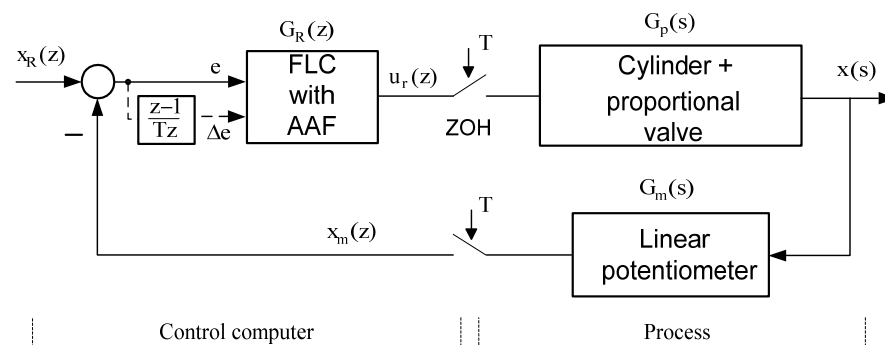 x_R(z)
G_R(z)
e
FLC
with
AAF
u_r(z)
T
ZOH
G_p(s)
Cylinder +
proportional
valve
x(s)
z−1
Tz
Δe
−
x_m(z)
T
G_m(s)
Linear
potentiometer
Control computer
Process